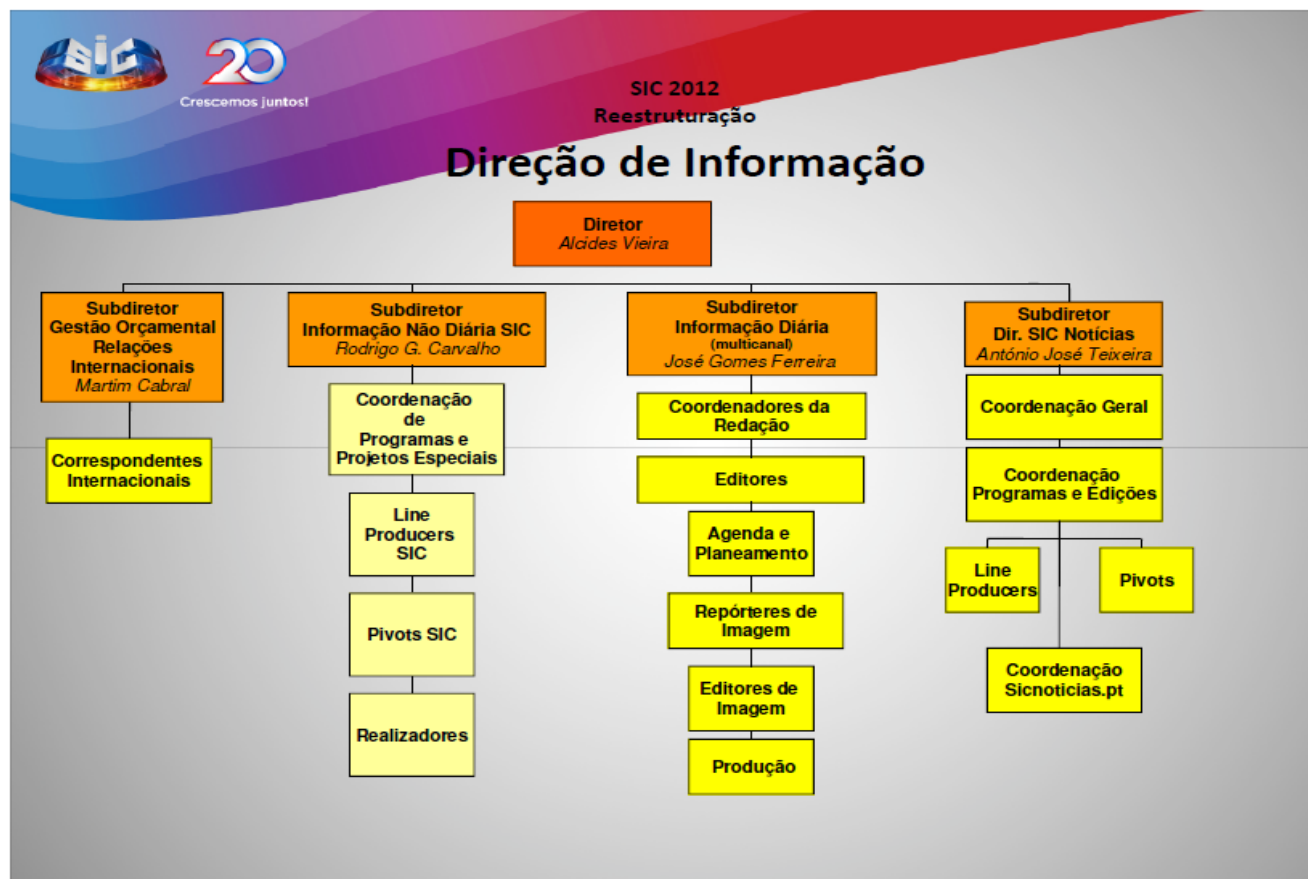 SIC
20
Crescemos juntos!
SIC 2012
Reestruturação
Direção de Informação
Diretor
Alcides Vieira
Subdiretor
Gestão Orçamental
Relações
Internacionais
Martim Cabral
Correspondentes
Internacionais
Subdiretor
Informação Não Diária SIC
Rodrigo G. Carvalho
Coordenação
de
Programas e
Projetos Especiais
Line
Producers
SIC
Pivots SIC
Realizadores
Subdiretor
Informação Diária
(multicanal)
José Gomes Ferreira
Coordenadores da
Redação
Editores
Agenda e
Planeamento
Repórteres de
Imagem
Editores de
Imagem
Produção
Subdiretor
Dir. SIC Notícias
António José Teixeira
Coordenação Geral
Coordenação
Programas e Edições
Line
Producers
Pivots
Coordenação
Sicnoticias.pt